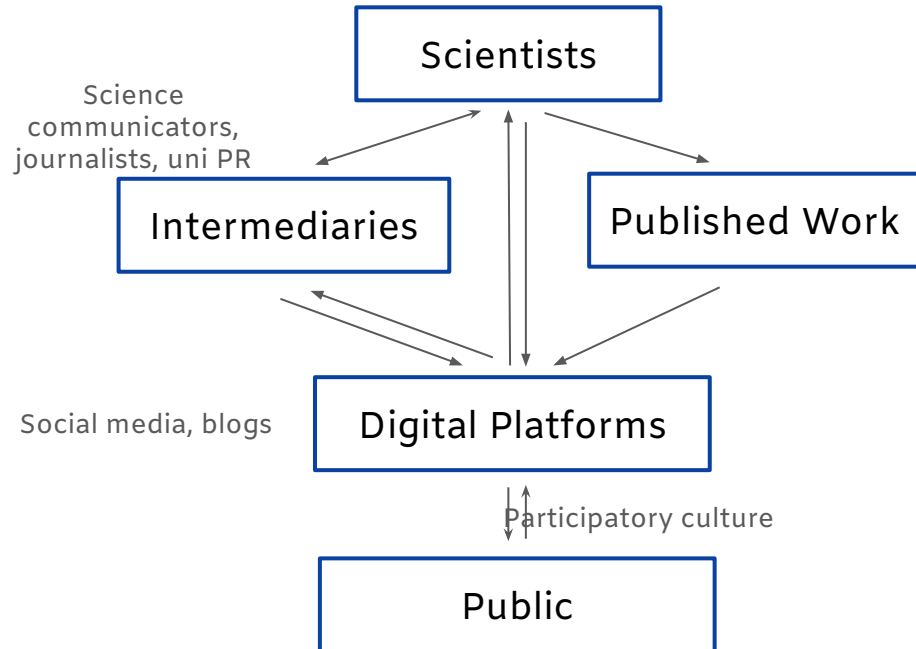 Scientists
Science
communicators,
journalists, uni PR
Intermediaries
Published Work
Social media, blogs
Digital Platforms
Participatory culture
Public